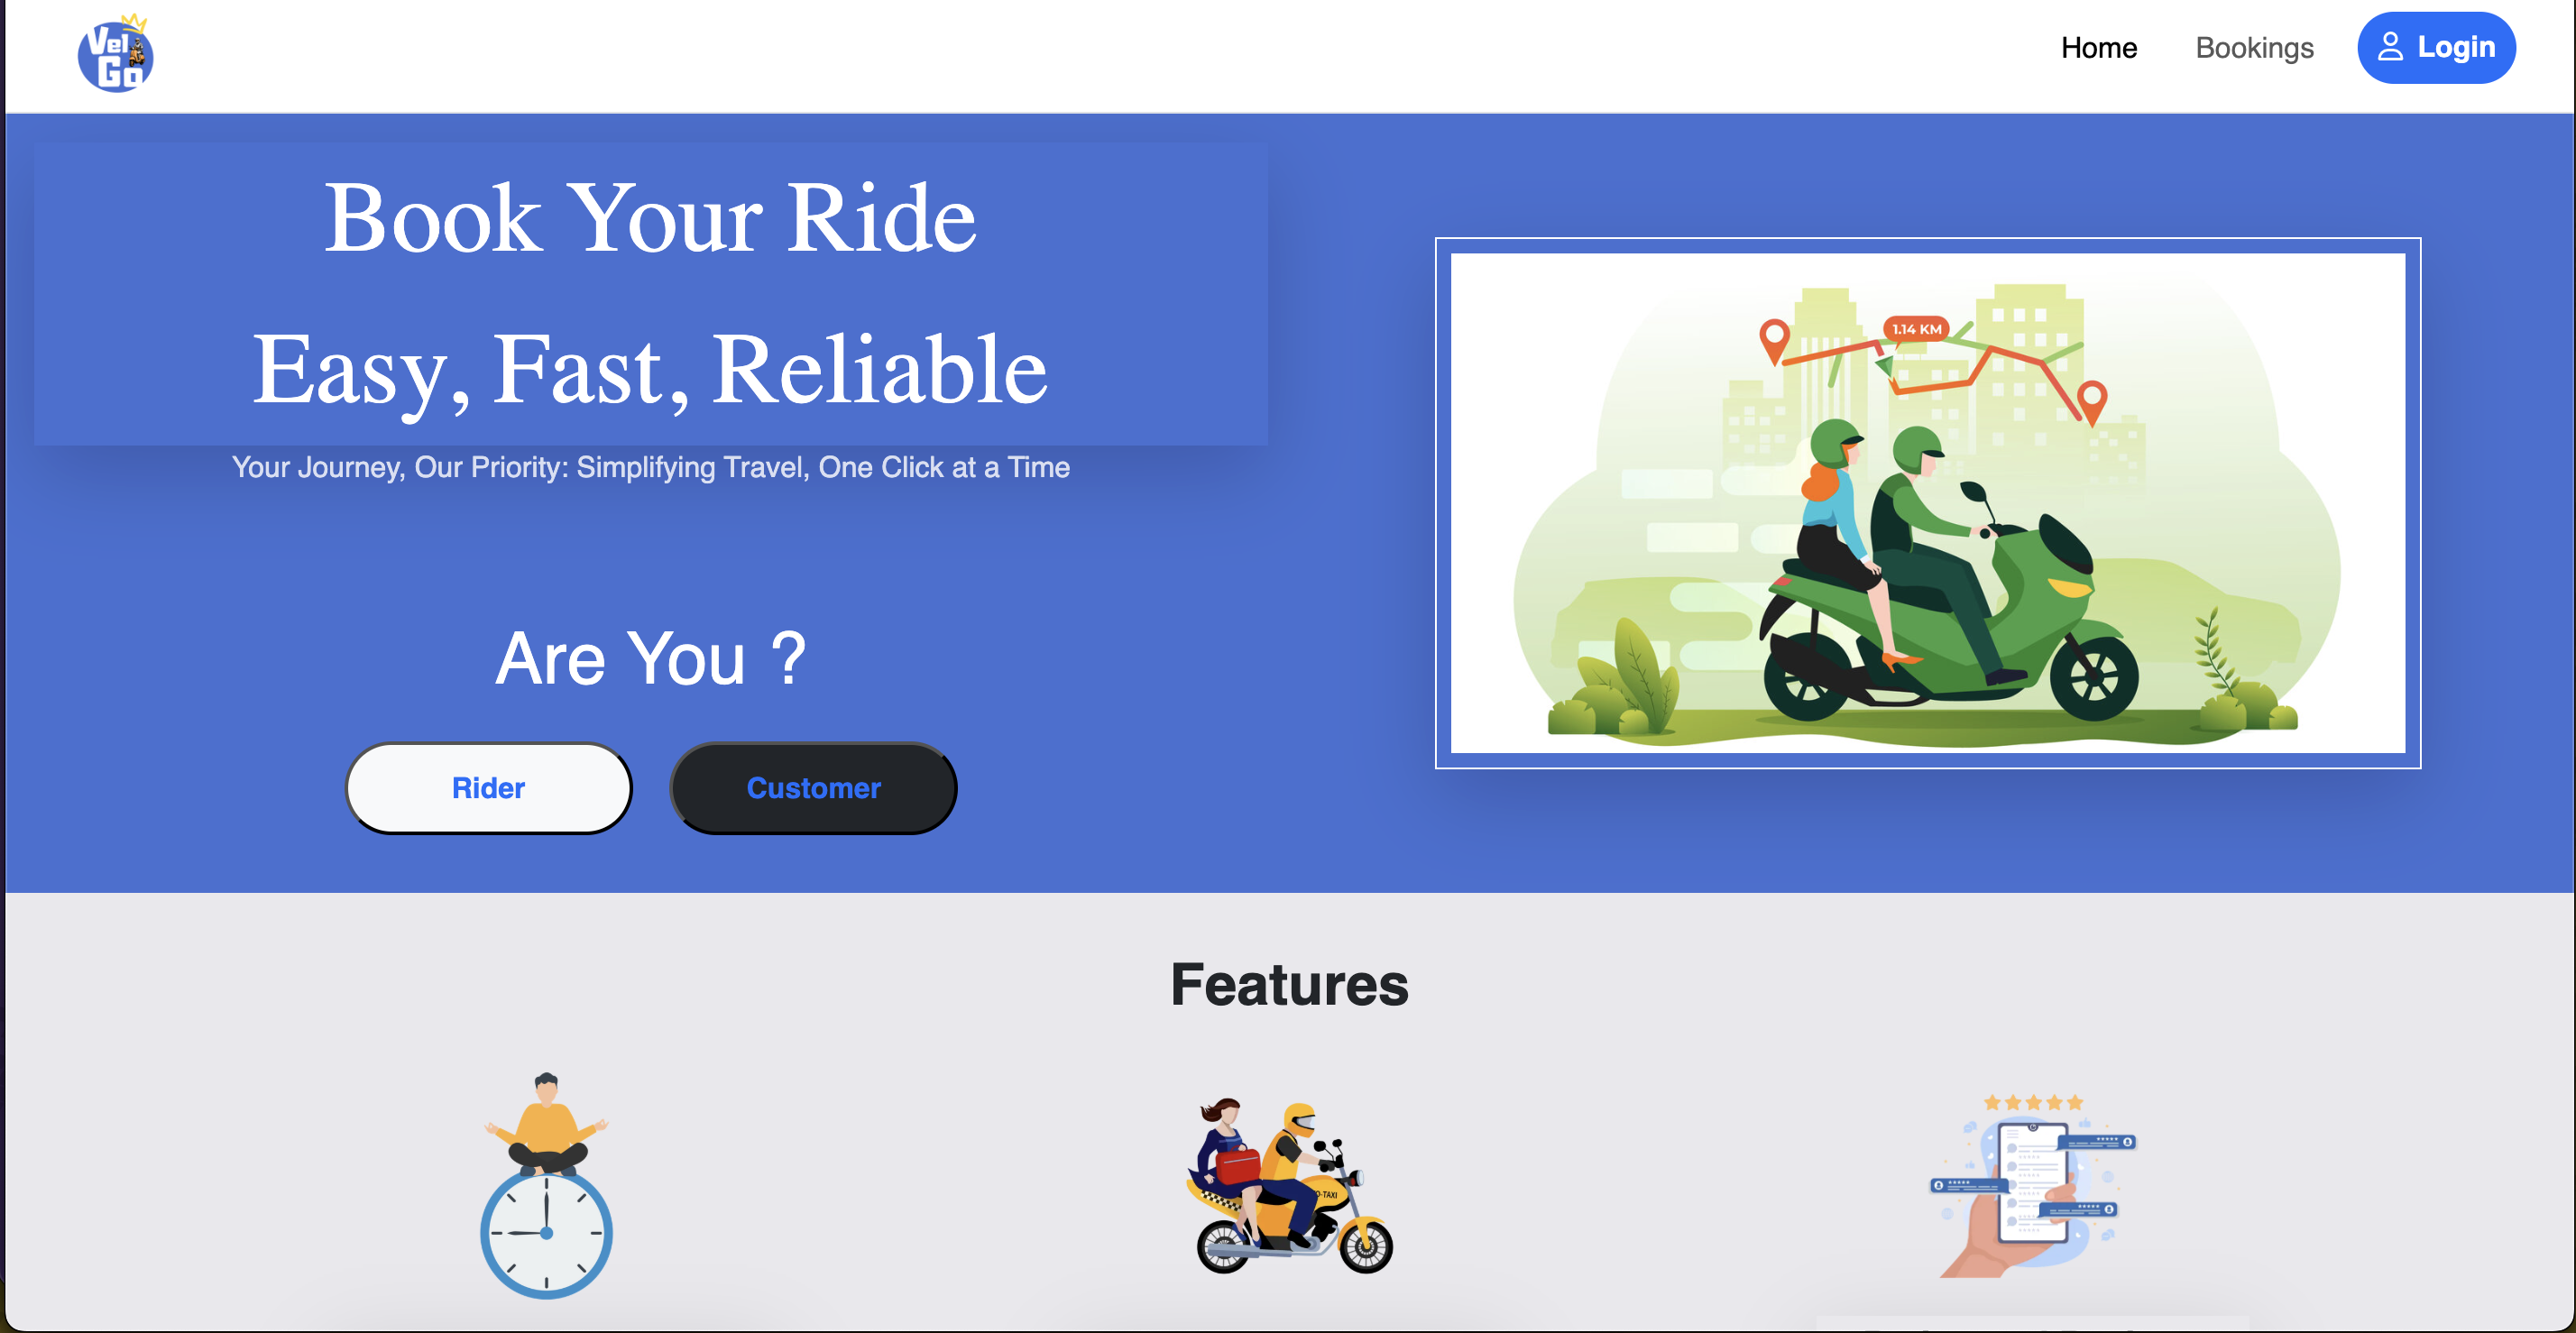 Vel
Go
Home
Bookings
Login
Book Your Ride
Easy, Fast, Reliable
Your Journey, Our Priority: Simplifying Travel, One Click at a Time
1.14 KM
Are You ?
Rider
Customer
Features
O-TAXI